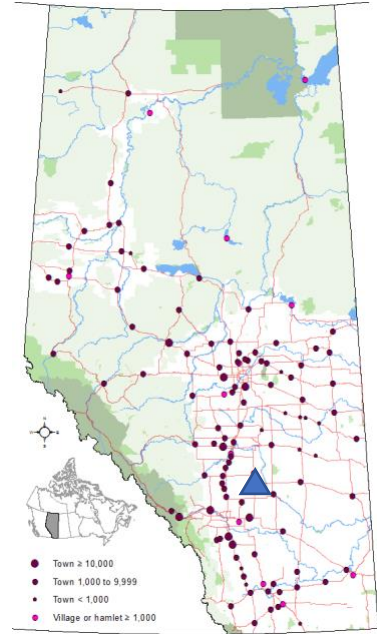 Town ≥ 10,000
Town 1,000 to 9,999
Town < 1,000
Village or hamlet ≥ 1,000